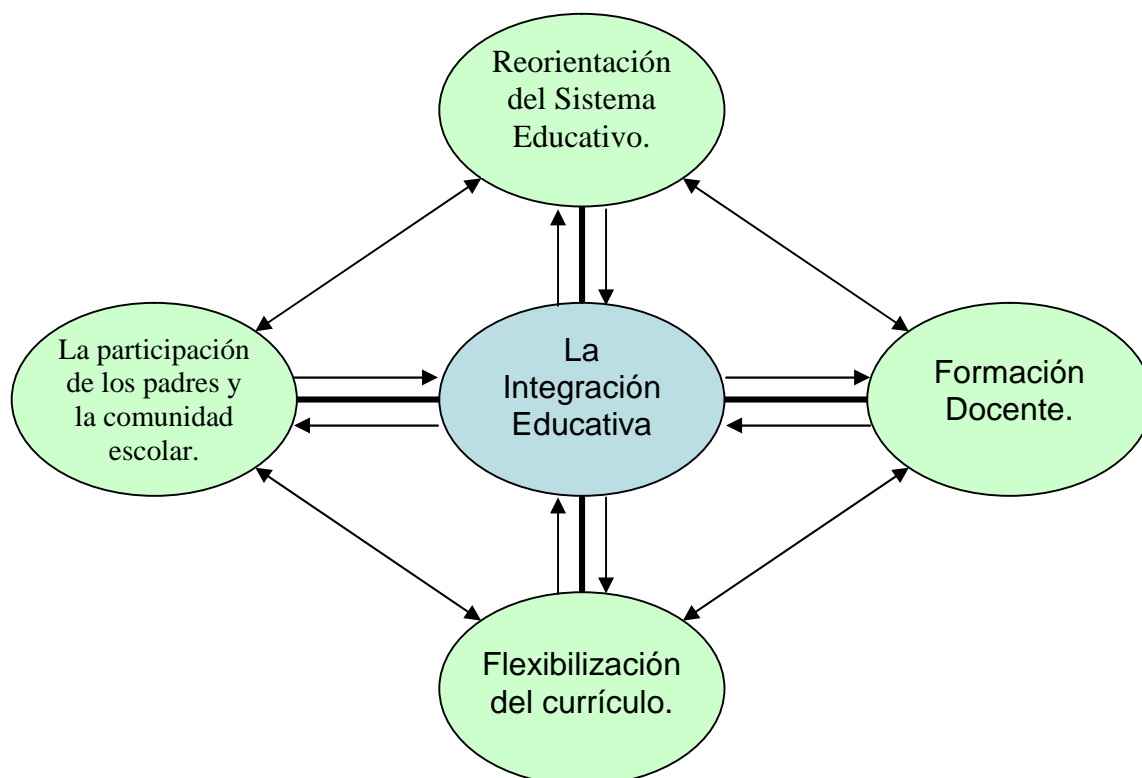 Reorientación
del Sistema
Educativo.
La participación
de los padres y
la comunidad
escolar.
La
Integración
Educativa
Formación
Docente.
Flexibilización
del currículo.